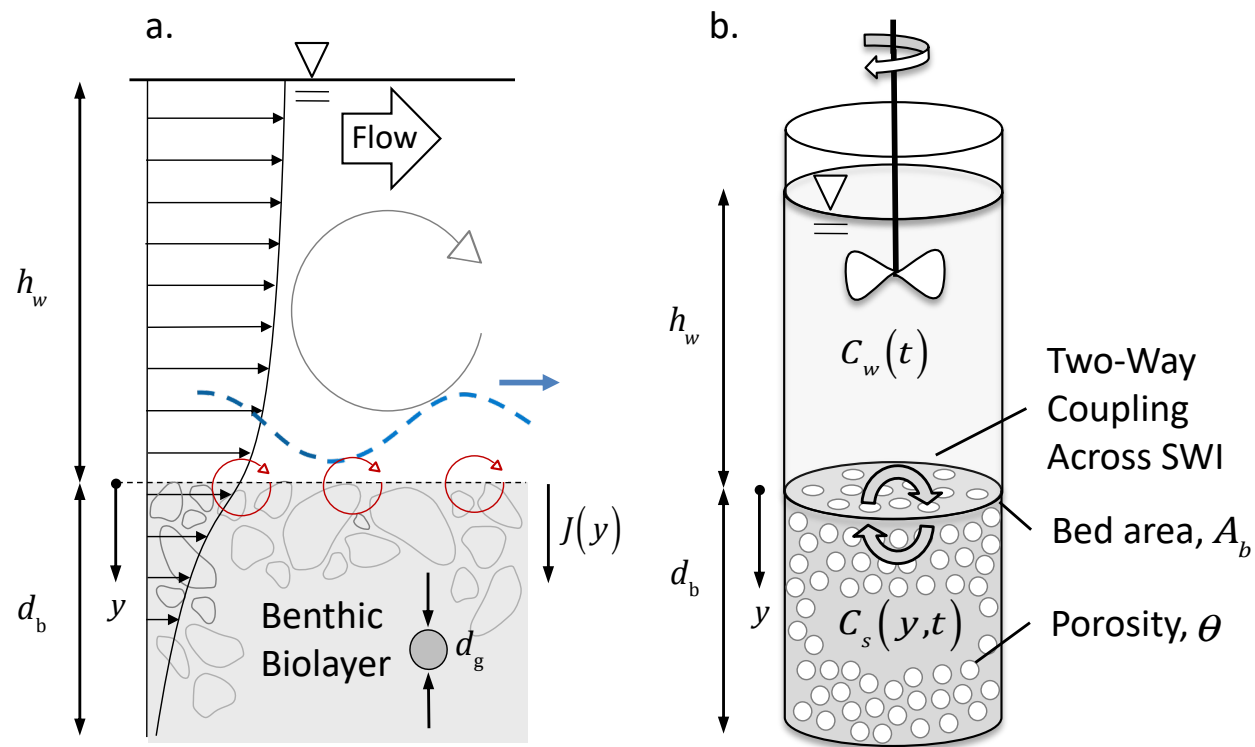 a.
Flow
h_w
J(y)
d_b
y
Benthic
Biolayer
d_g
b.
h_w
C_w(t)
Two-Way
Coupling
Across SWI
Bed area, A_b
d_b
y
C_s(y,t)
Porosity, θ